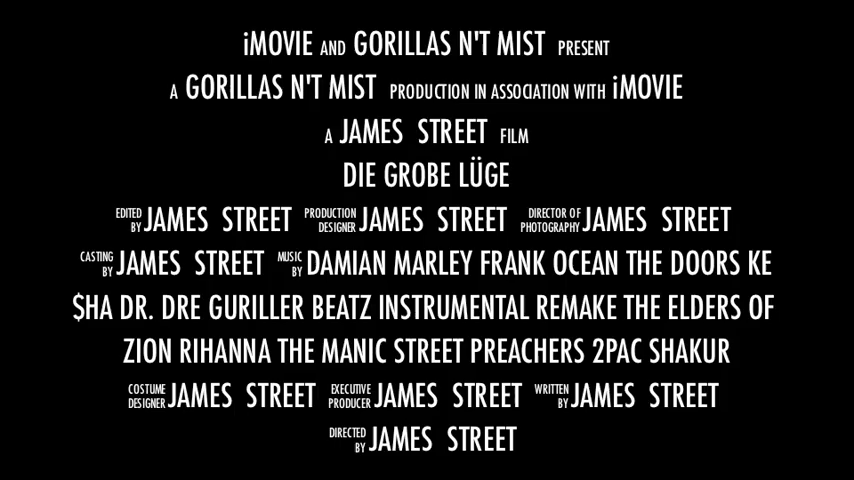 iMOVIE AND GORILLAS N'T MIST PRESENT
A GORILLAS N'T MIST PRODUCTION IN ASSOCIATION WITH iMOVIE
A JAMES STREET FILM
DIE GROBE LÜGE
EDITED BY JAMES STREET PRODUCTION DESIGNER JAMES STREET DIRECTOR OF PHOTOGRAPHY JAMES STREET
CASTING BY JAMES STREET MUSIC BY DAMIAN MARLEY FRANK OCEAN THE DOORS KE
$HA DR. DRE GURILLER BEATZ INSTRUMENTAL REMAKE THE ELDERS OF
ZION RIHANNA THE MANIC STREET PREACHERS 2PAC SHAKUR
COSTUME DESIGNER JAMES STREET EXECUTIVE PRODUCER JAMES STREET WRITTEN BY JAMES STREET
DIRECTED BY JAMES STREET